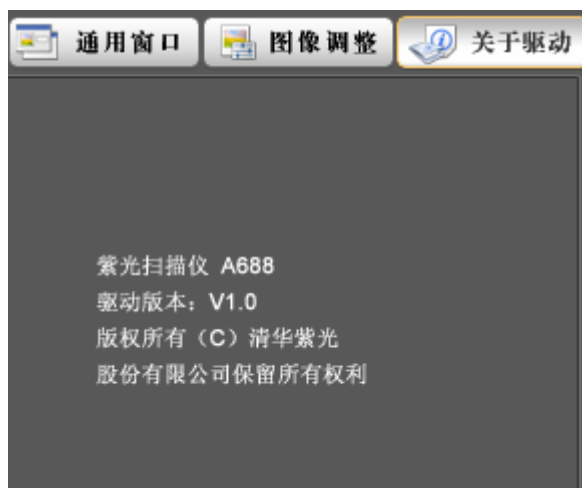 通用窗口 图像调整 关于驱动
紫光扫描仪 A688
驱动版本：V1.0
版权所有（C）清华紫光
股份有限公司保留所有权利